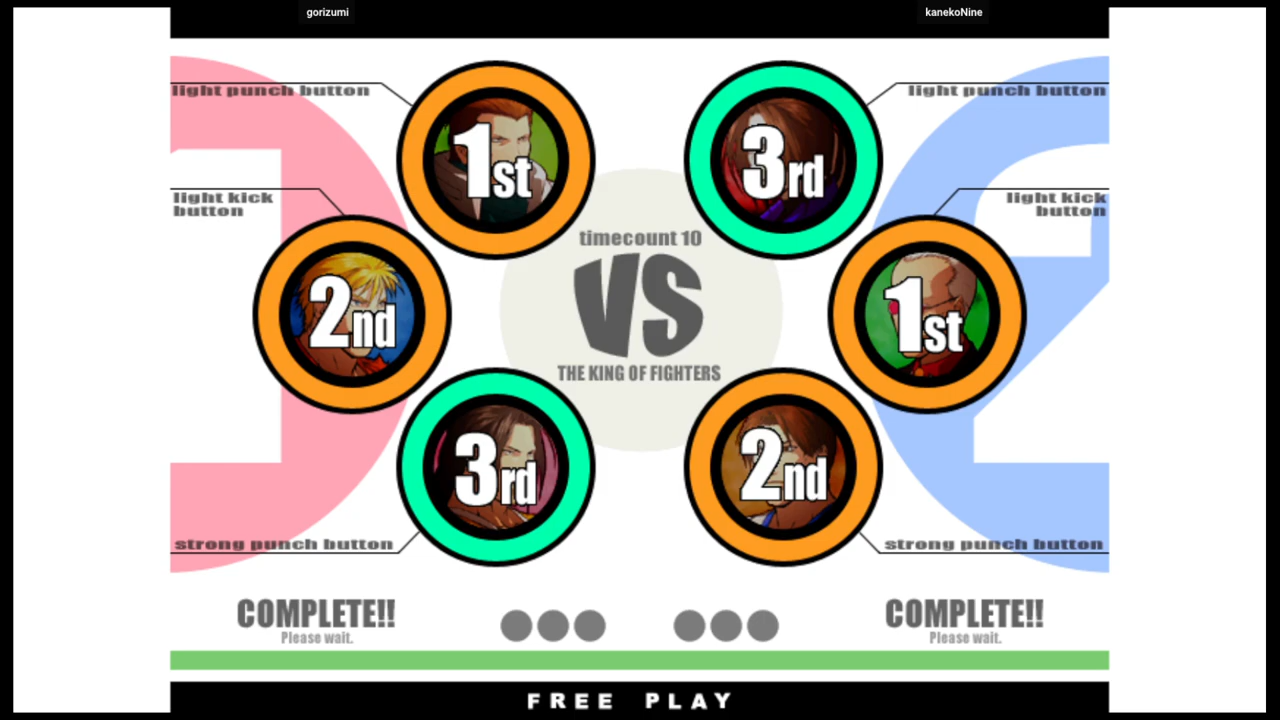 gorizumi
kanekoNine
light punch button
light punch button
1st
3rd
light kick
button
light kick
button
timecount 10
VS
THE KING OF FIGHTERS
2nd
1st
3rd
2nd
strong punch button
strong punch button
COMPLETE!!
Please wait.
COMPLETE!!
Please wait.
FREE PLAY